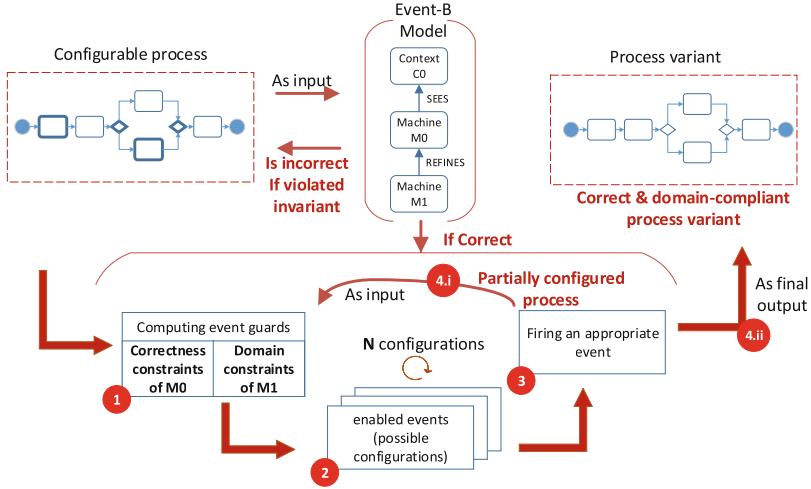 Event-B
Model
Configurable process
Process variant
As input
Context
C0
SEES
Machine
M0
REFINES
Machine
M1
Is incorrect
If violated
invariant
Correct & domain-compliant
process variant
If Correct
4.i
Partially configured
process
As input
As final
output
4.ii
Computing event guards
Correctness
constraints
of M0
Domain
constraints
of M1
1
N configurations
Firing an appropriate
event
3
enabled events
(possible
configurations)
2